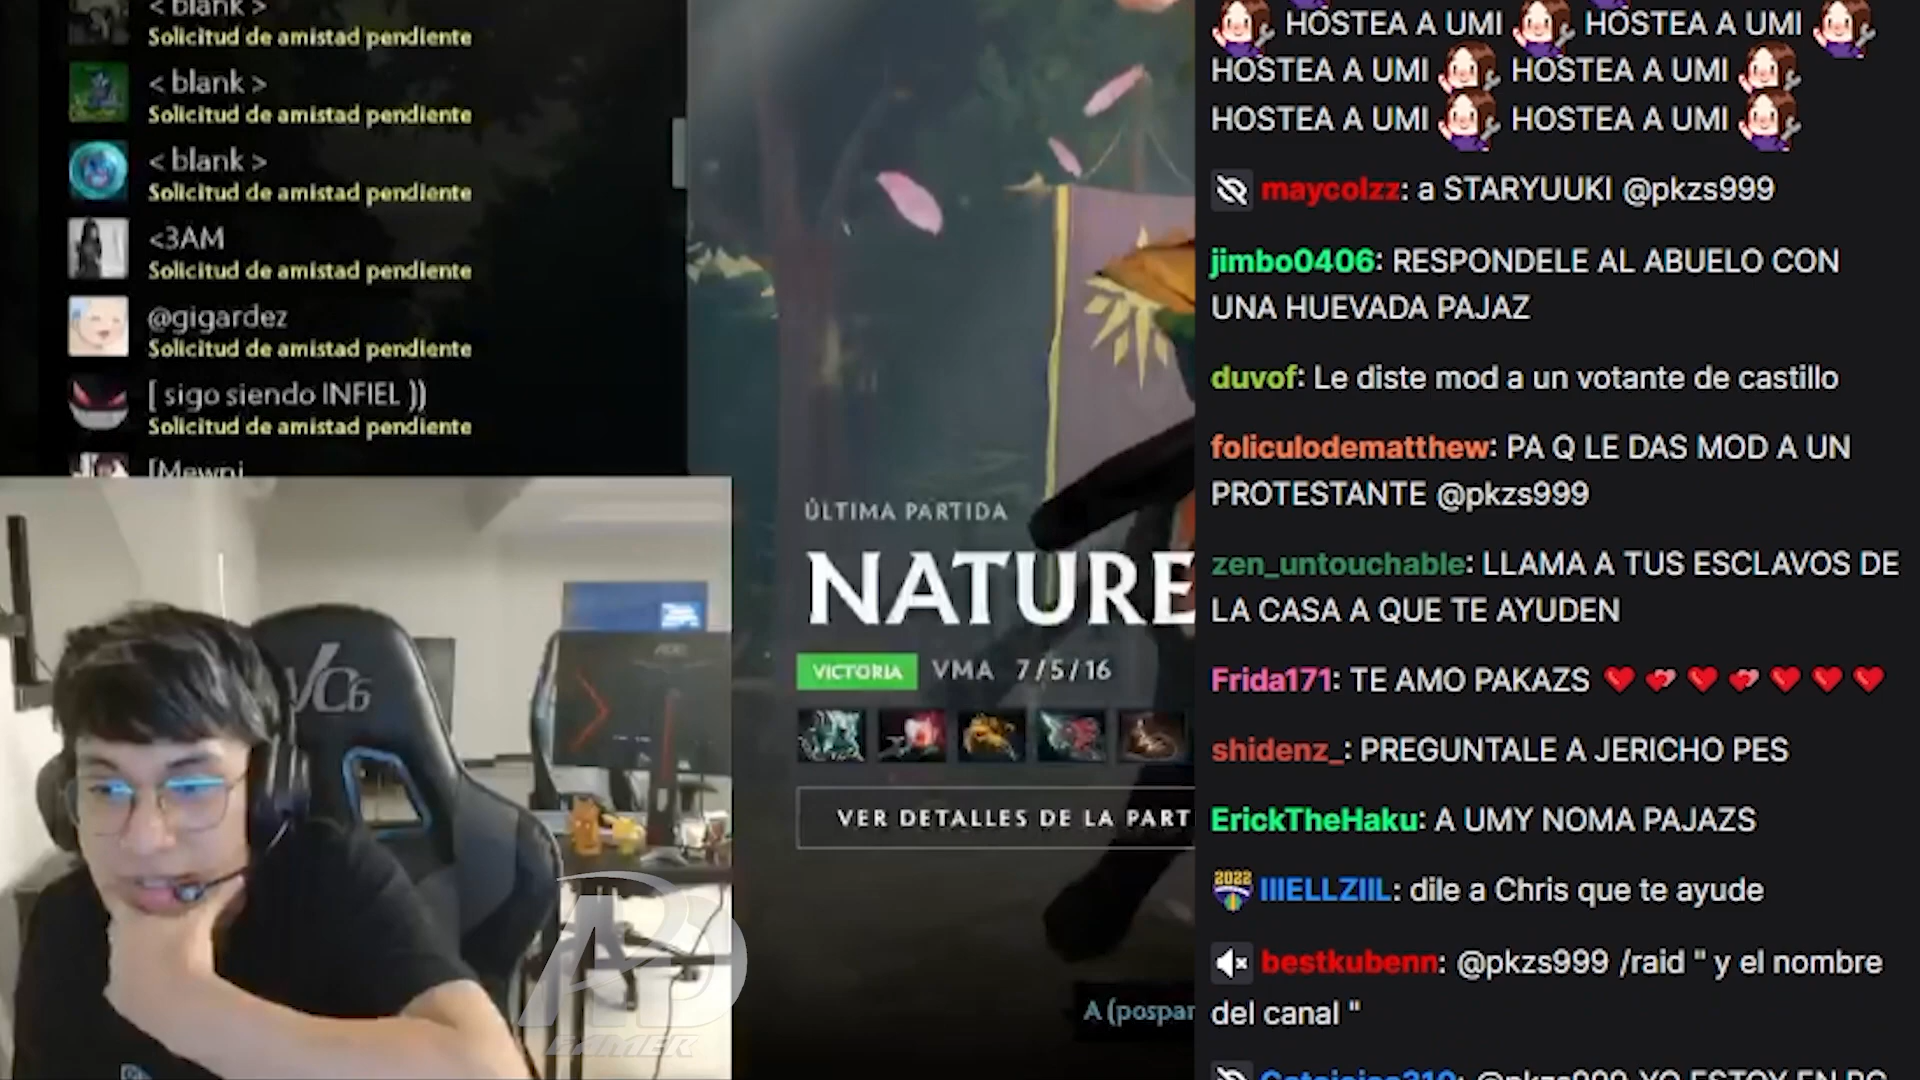 < blank >
Solicitud de amistad pendiente
< blank >
Solicitud de amistad pendiente
< blank >
Solicitud de amistad pendiente
<3AM
Solicitud de amistad pendiente
@gigardez
Solicitud de amistad pendiente
[ sigo siendo INFIEL ))
Solicitud de amistad pendiente
VC6
ÚLTIMA PARTIDA
NATURE
VICTORIA VMA 7/5/16
VER DETALLES DE LA PART
A (pospar
GAMER
HOSTEA A UMI HOSTEA A UMI
HOSTEA A UMI HOSTEA A UMI
HOSTEA A UMI HOSTEA A UMI
maycolzz: a STARYUUKI @pkzs999
jimbo0406: RESPONDELE AL ABUELO CON
UNA HUEVADA PAJAZ
duvof: Le diste mod a un votante de castillo
foliculodematthew: PA Q LE DAS MOD A UN
PROTESTANTE @pkzs999
zen_untouchable: LLAMA A TUS ESCLAVOS DE
LA CASA A QUE TE AYUDEN
Frida171: TE AMO PAKAZS
shidenz_: PREGUNTALE A JERICHO PES
ErickTheHaku: A UMY NOMA PAJAZS
2022 IIIELLZIIL: dile a Chris que te ayude
bestkubenn: @pkzs999 /raid " y el nombre
del canal "